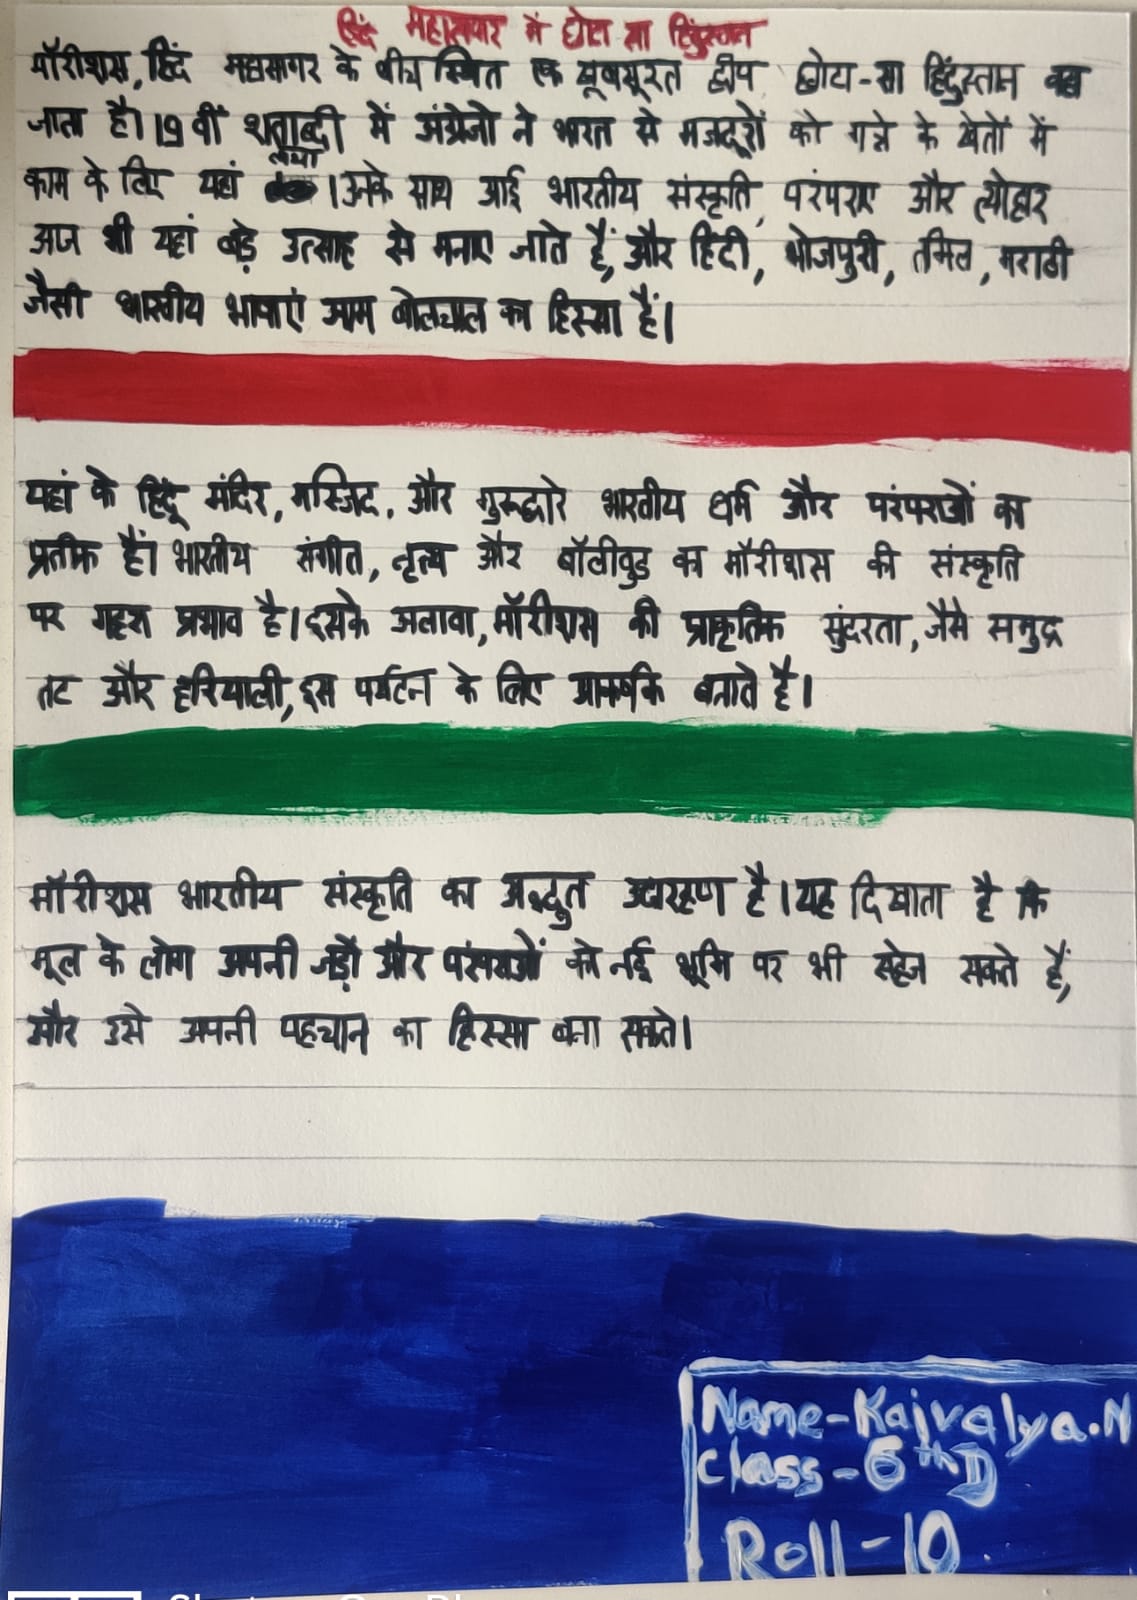 हिंद महासागर में छोटा सा हिंदुस्तान
मॉरीशस, हिंद महासागर के बीच स्थित एक खूबसूरत द्वीप छोटा-सा हिंदुस्तान कहा
जाता है। 19 वीं शताब्दी में अंग्रेजो ने भारत से मजदूरों को गन्ने के खेतों में
काम के लिए यहां लाया । उनके साथ आई भारतीय संस्कृति, परंपराए और त्योहार
आज भी यहां बड़े उत्साह से मनाए जाते हैं, और हिंदी, भोजपुरी, तमिल, मराठी
जैसी भारतीय भाषाएं आम बोलचाल का हिस्सा हैं।
यहां के हिंदू मंदिर, मस्जिद, और गुरुद्वारे भारतीय धर्म और परंपराओं का
प्रतीक हैं। भारतीय संगीत, नृत्य और बॉलीवुड का मौरीशस की संस्कृति
पर गहरा प्रभाव है। इसके अलावा, मॉरीशस की प्राकृतिक सुंदरता, जैसे समुद्र
तट और हरियाली, इस पर्यटन के लिए आकर्षक बनाते है।
मॉरीशस भारतीय संस्कृति का अद्भुत उदाहरण है। यह दिखाता है कि
मूल के लोग अपनी जड़ों और परंपराओं को नई भूमि पर भी सहेज सकते हैं,
और उसे अपनी पहचान का हिस्सा बना सकते।
Name-Kaivalya.N
Class-6th D
Roll-10